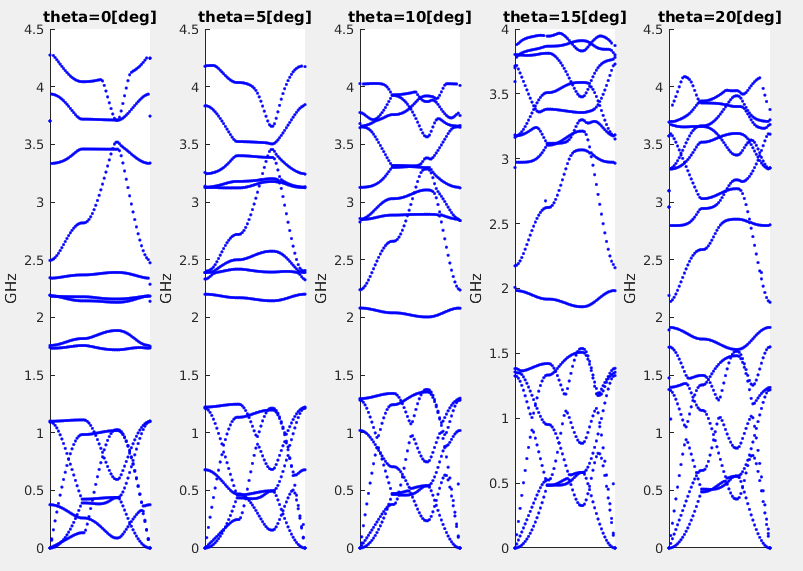 theta=0[deg] theta=5[deg] theta=10[deg] theta=15[deg] theta=20[deg]
4.5 4.5 4.5 4 4.5
4 4 4 4
3.5 3.5 3.5 3.5 3.5
3 3 3 3 3
2.5 2.5 2.5 2.5 2.5
GHz GHz GHz GHz GHz
2 2 2 2 2
1.5 1.5 1.5 1.5 1.5
1 1 1 1 1
0.5 0.5 0.5 0.5 0.5
0 0 0 0 0